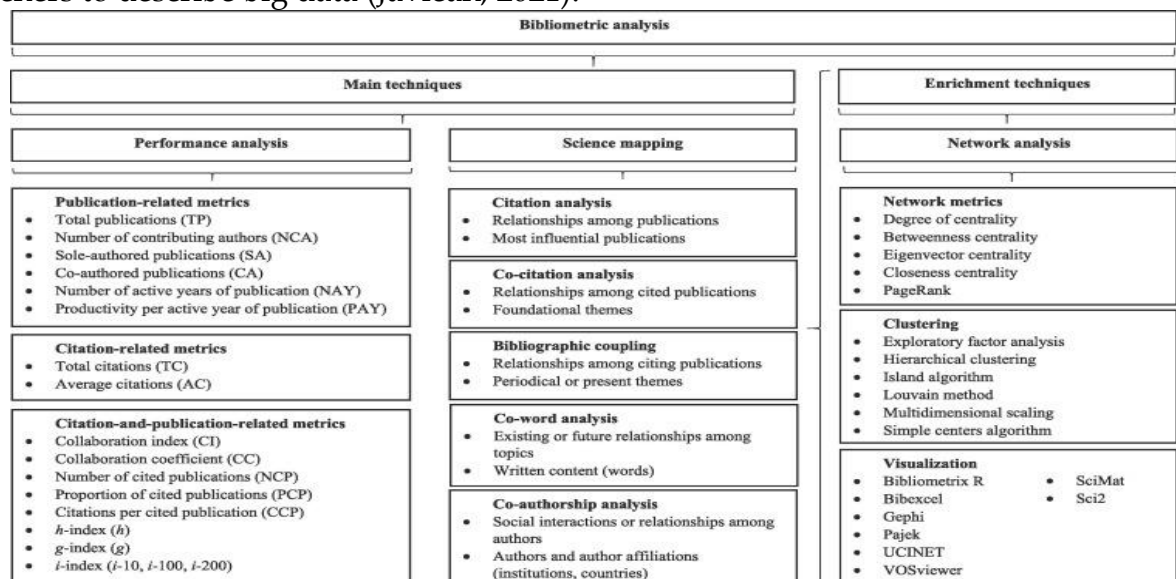 to describe big data
2021).
Bibliometric analysis
Main techniques
Enrichment techniques
Performance analysis
Science mapping
Network analysis
Publication-related metrics
• Total publications (TP)
• Number of contributing authors (NCA)
• Sole-authored publications (SA)
• Co-authored publications (CA)
• Number of active years of publication (NAY)
• Productivity per active year of publication (PAY)
Citation-related metrics
• Total citations (TC)
• Average citations (AC)
Citation-and-publication-related metrics
• Collaboration index (CI)
• Collaboration coefficient (CC)
• Number of cited publications (NCP)
• Proportion of cited publications (PCP)
• Citations per cited publication (CCP)
• h-index (h)
• g-index (g)
• i-index (i-10, i-100, i-200)
Citation analysis
• Relationships among publications
• Most influential publications
Co-citation analysis
• Relationships among cited publications
• Foundational themes
Bibliographic coupling
• Relationships among citing publications
• Periodical or present themes
Co-word analysis
• Existing or future relationships among
topics
• Written content (words)
Co-authorship analysis
• Social interactions or relationships among
authors
• Authors and author affiliations
(institutions, countries)
Network metrics
• Degree of centrality
• Betweenness centrality
• Eigenvector centrality
• Closeness centrality
• PageRank
Clustering
• Exploratory factor analysis
• Hierarchical clustering
• Island algorithm
• Louvain method
• Multidimensional scaling
• Simple centers algorithm
Visualization
• Bibliometrix R
• Bibexcel
• Gephi
• Pajek
• UCINET
• VOSviewer
• SciMat
• Sci2